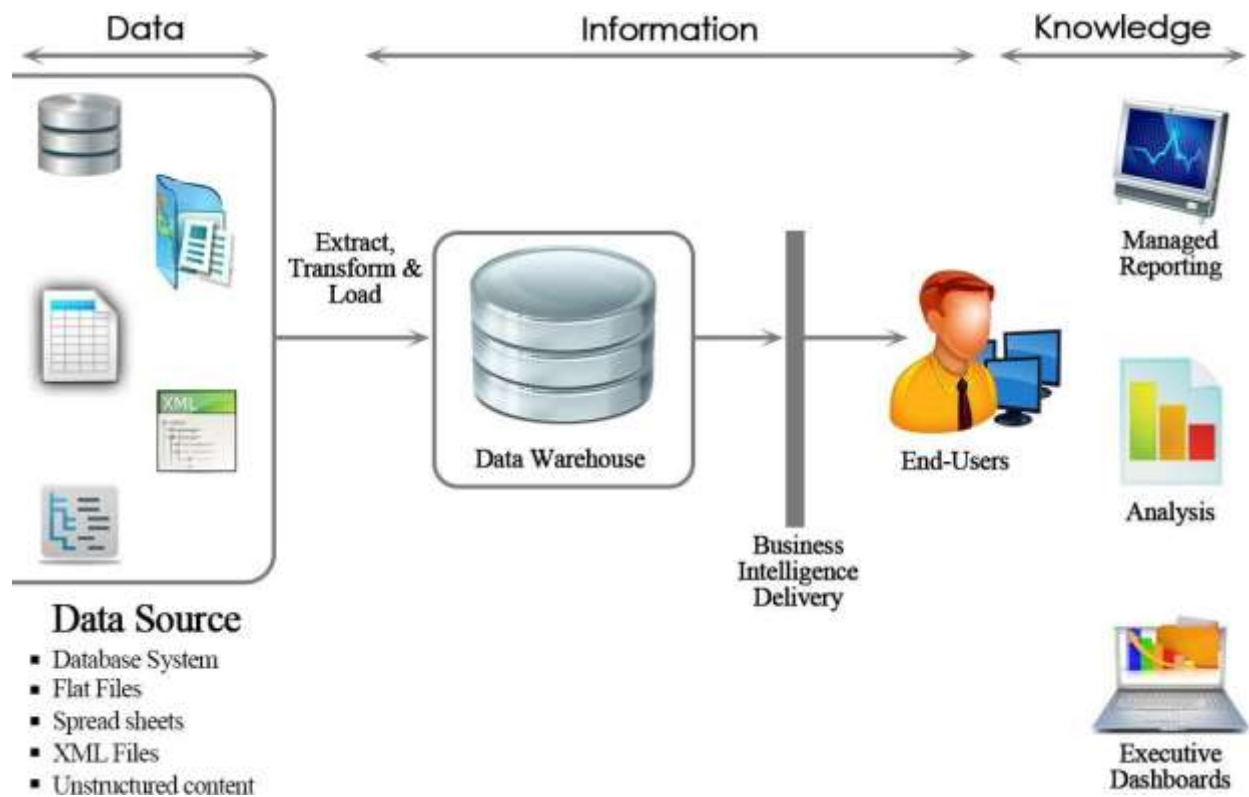 Data
Information
Knowledge
Extract,
Transform &
Load
XML
Data Warehouse
Business
Intelligence
Delivery
End-Users
Managed
Reporting
Analysis
Executive
Dashboards
Data Source
▪ Database System
▪ Flat Files
▪ Spread sheets
▪ XML Files
▪ Unstructured content